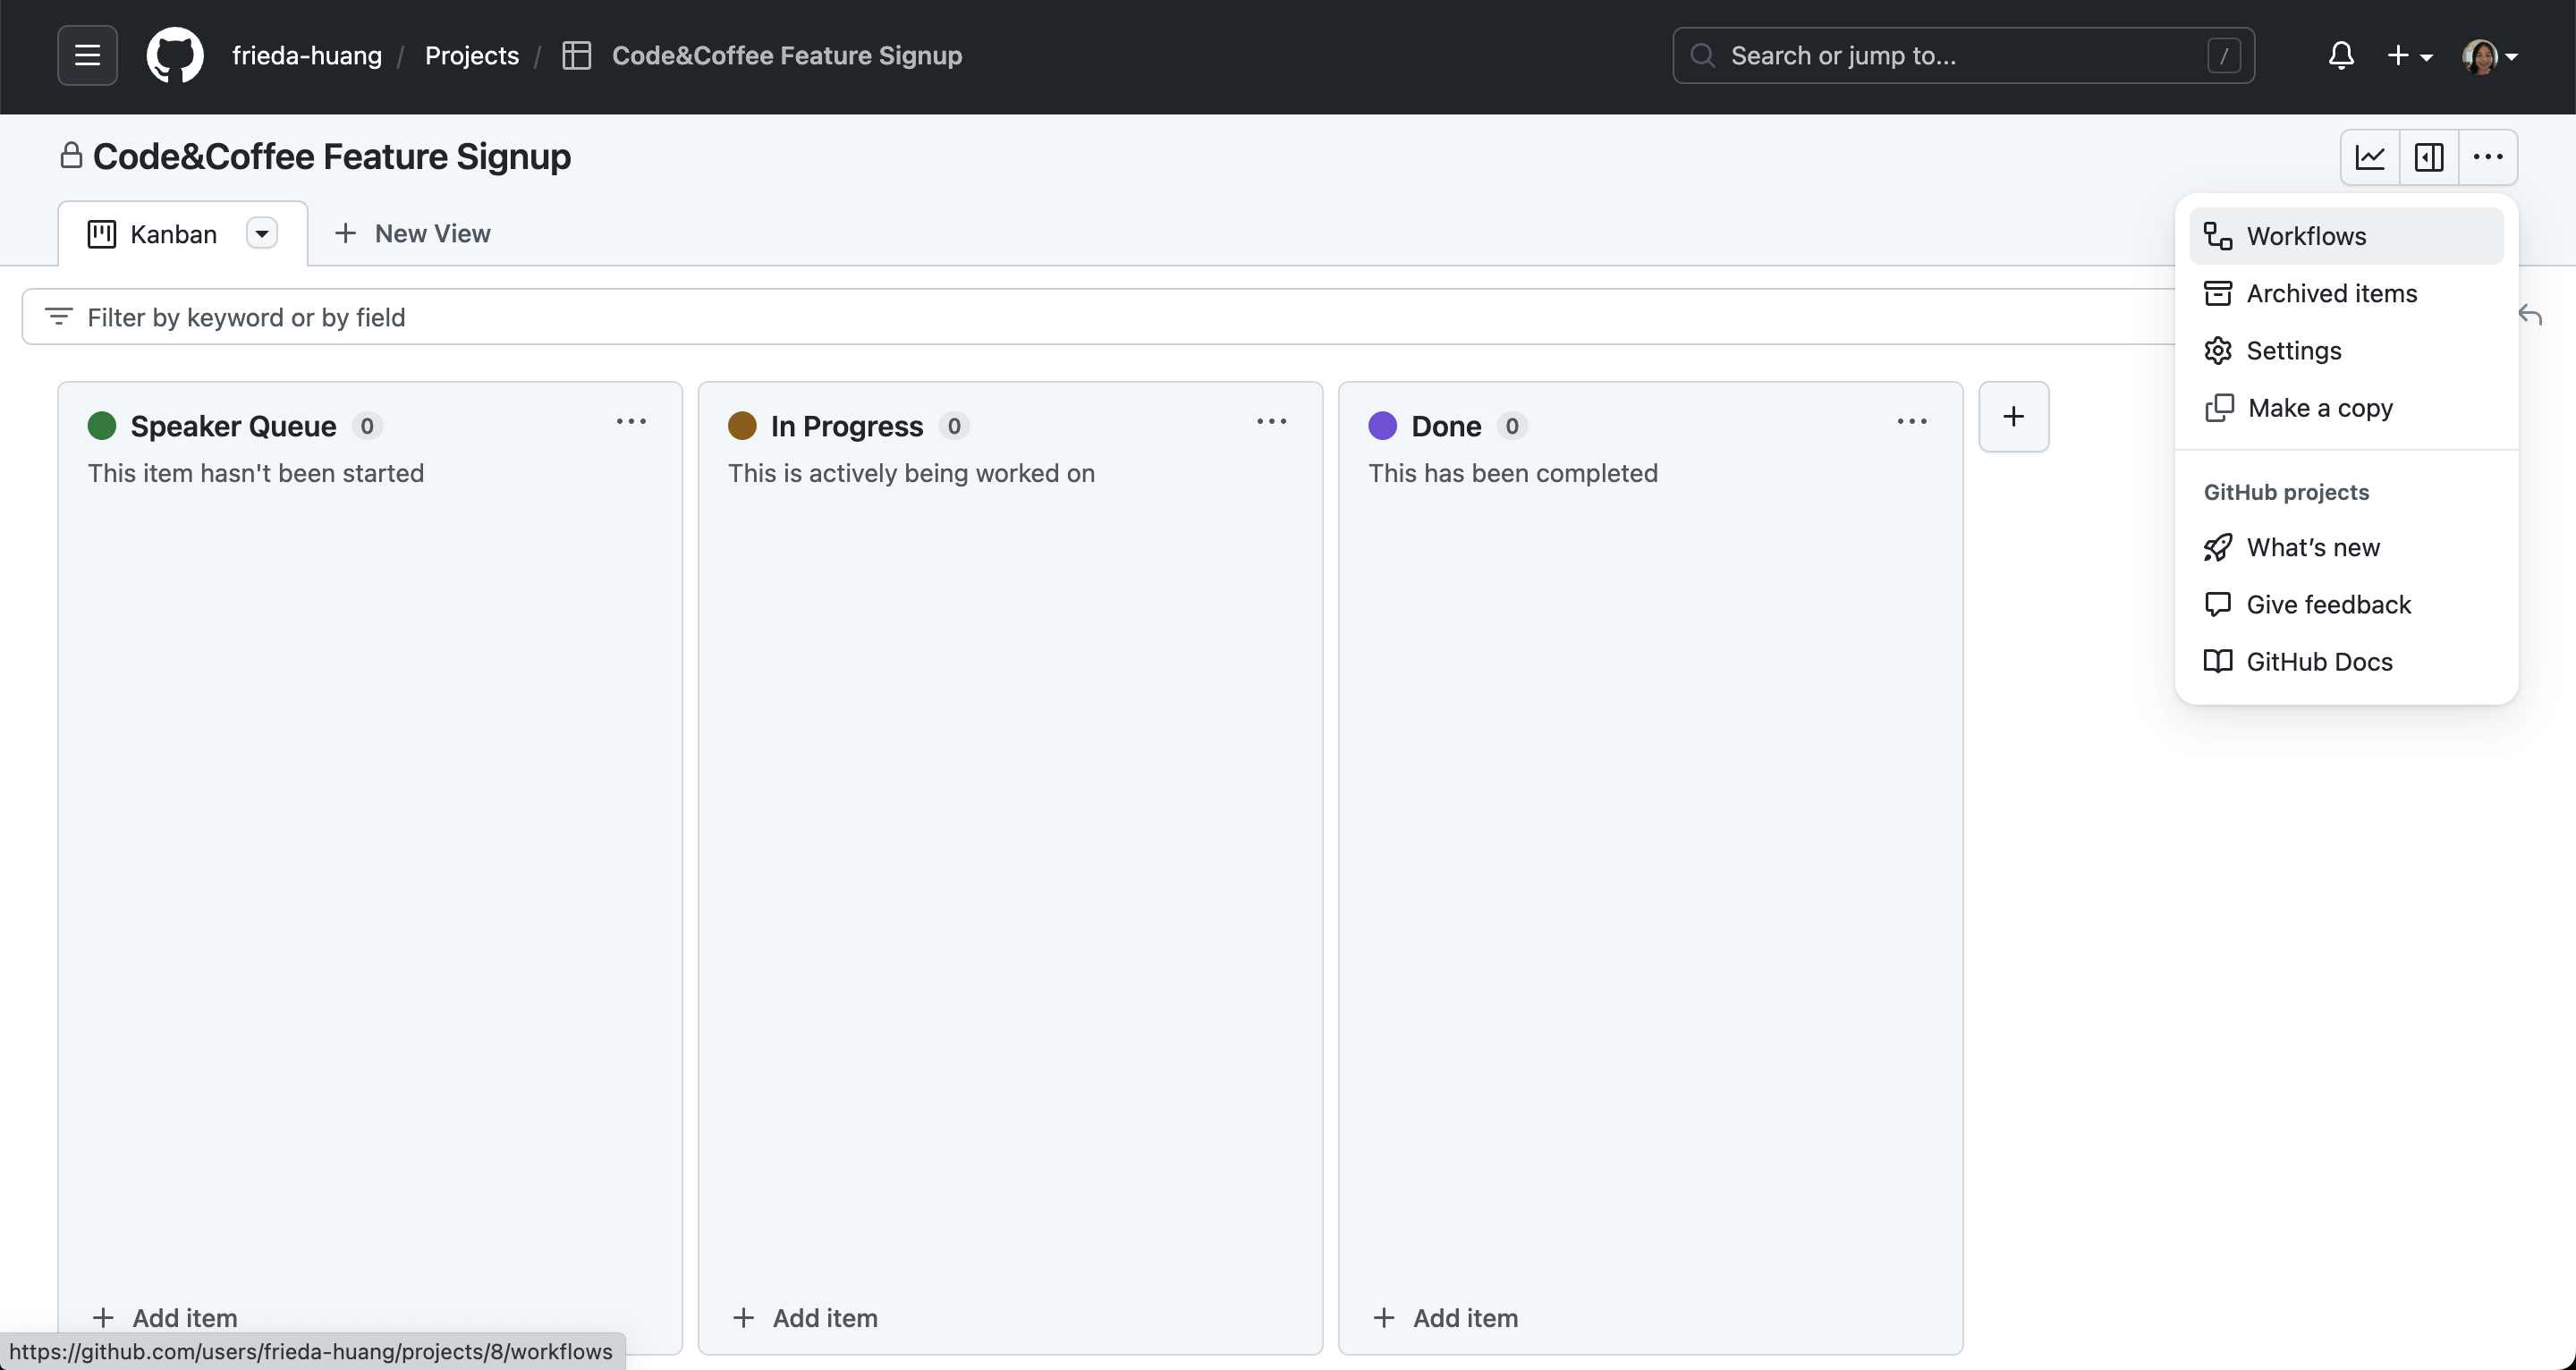 frieda-huang / Projects / Code&Coffee Feature Signup
Search or jump to... /
Code&Coffee Feature Signup
Kanban
New View
Filter by keyword or by field
Workflows
Archived items
Settings
Make a copy
GitHub projects
What’s new
Give feedback
GitHub Docs
Speaker Queue 0
This item hasn't been started
Add item
In Progress 0
This is actively being worked on
Add item
Done 0
This has been completed
Add item
https://github.com/users/frieda-huang/projects/8/workflows